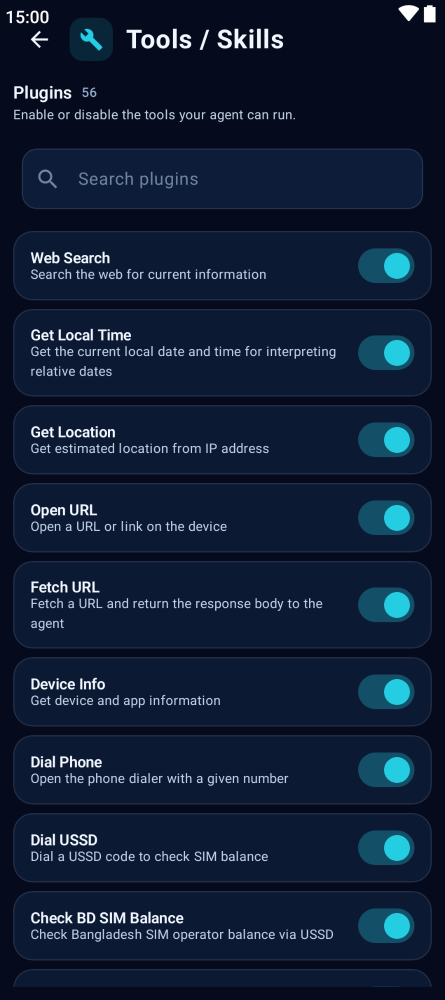 15:00
Tools / Skills
Plugins 56
Enable or disable the tools your agent can run.
Search plugins
Web Search
Search the web for current information
Get Local Time
Get the current local date and time for interpreting
relative dates
Get Location
Get estimated location from IP address
Open URL
Open a URL or link on the device
Fetch URL
Fetch a URL and return the response body to the
agent
Device Info
Get device and app information
Dial Phone
Open the phone dialer with a given number
Dial USSD
Dial a USSD code to check SIM balance
Check BD SIM Balance
Check Bangladesh SIM operator balance via USSD